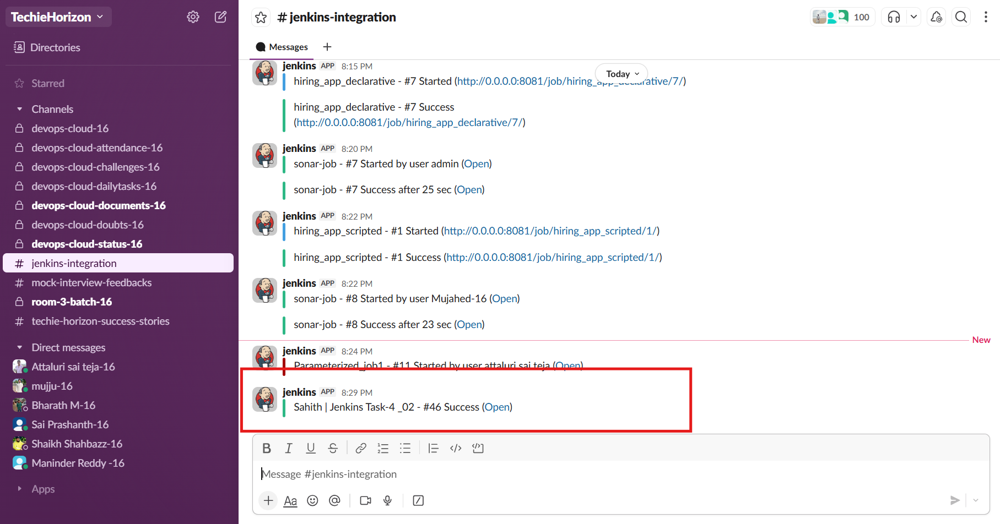 TechieHorizon
Directories
Starred
Channels
devops-cloud-16
devops-cloud-attendance-16
devops-cloud-challenges-16
devops-cloud-dailytasks-16
devops-cloud-documents-16
devops-cloud-doubts-16
devops-cloud-status-16
# jenkins-integration
# mock-interview-feedbacks
room-3-batch-16
# techie-horizon-success-stories
Direct messages
Attaluri sai teja-16
mujju-16
Bharath M-16
Sai Prashanth-16
Shaikh Shahbazz-16
Maninder Reddy -16
Apps
# jenkins-integration
100
Messages
Today
jenkins APP 8:15 PM
hiring_app_declarative - #7 Started (http://0.0.0.0:8081/job/hiring_app_declarative/7/)
hiring_app_declarative - #7 Success
(http://0.0.0.0:8081/job/hiring_app_declarative/7/)
jenkins APP 8:20 PM
sonar-job - #7 Started by user admin (Open)
sonar-job - #7 Success after 25 sec (Open)
jenkins APP 8:22 PM
hiring_app_scripted - #1 Started (http://0.0.0.0:8081/job/hiring_app_scripted/1/)
hiring_app_scripted - #1 Success (http://0.0.0.0:8081/job/hiring_app_scripted/1/)
jenkins APP 8:22 PM
sonar-job - #8 Started by user Mujahed-16 (Open)
sonar-job - #8 Success after 23 sec (Open)
New
jenkins APP 8:24 PM
Parameterized_job1 - #11 Started by user attaluri sai teja (Open)
jenkins APP 8:29 PM
Sahith | Jenkins Task-4 _02 - #46 Success (Open)
B I U S
Message #jenkins-integration
Aa